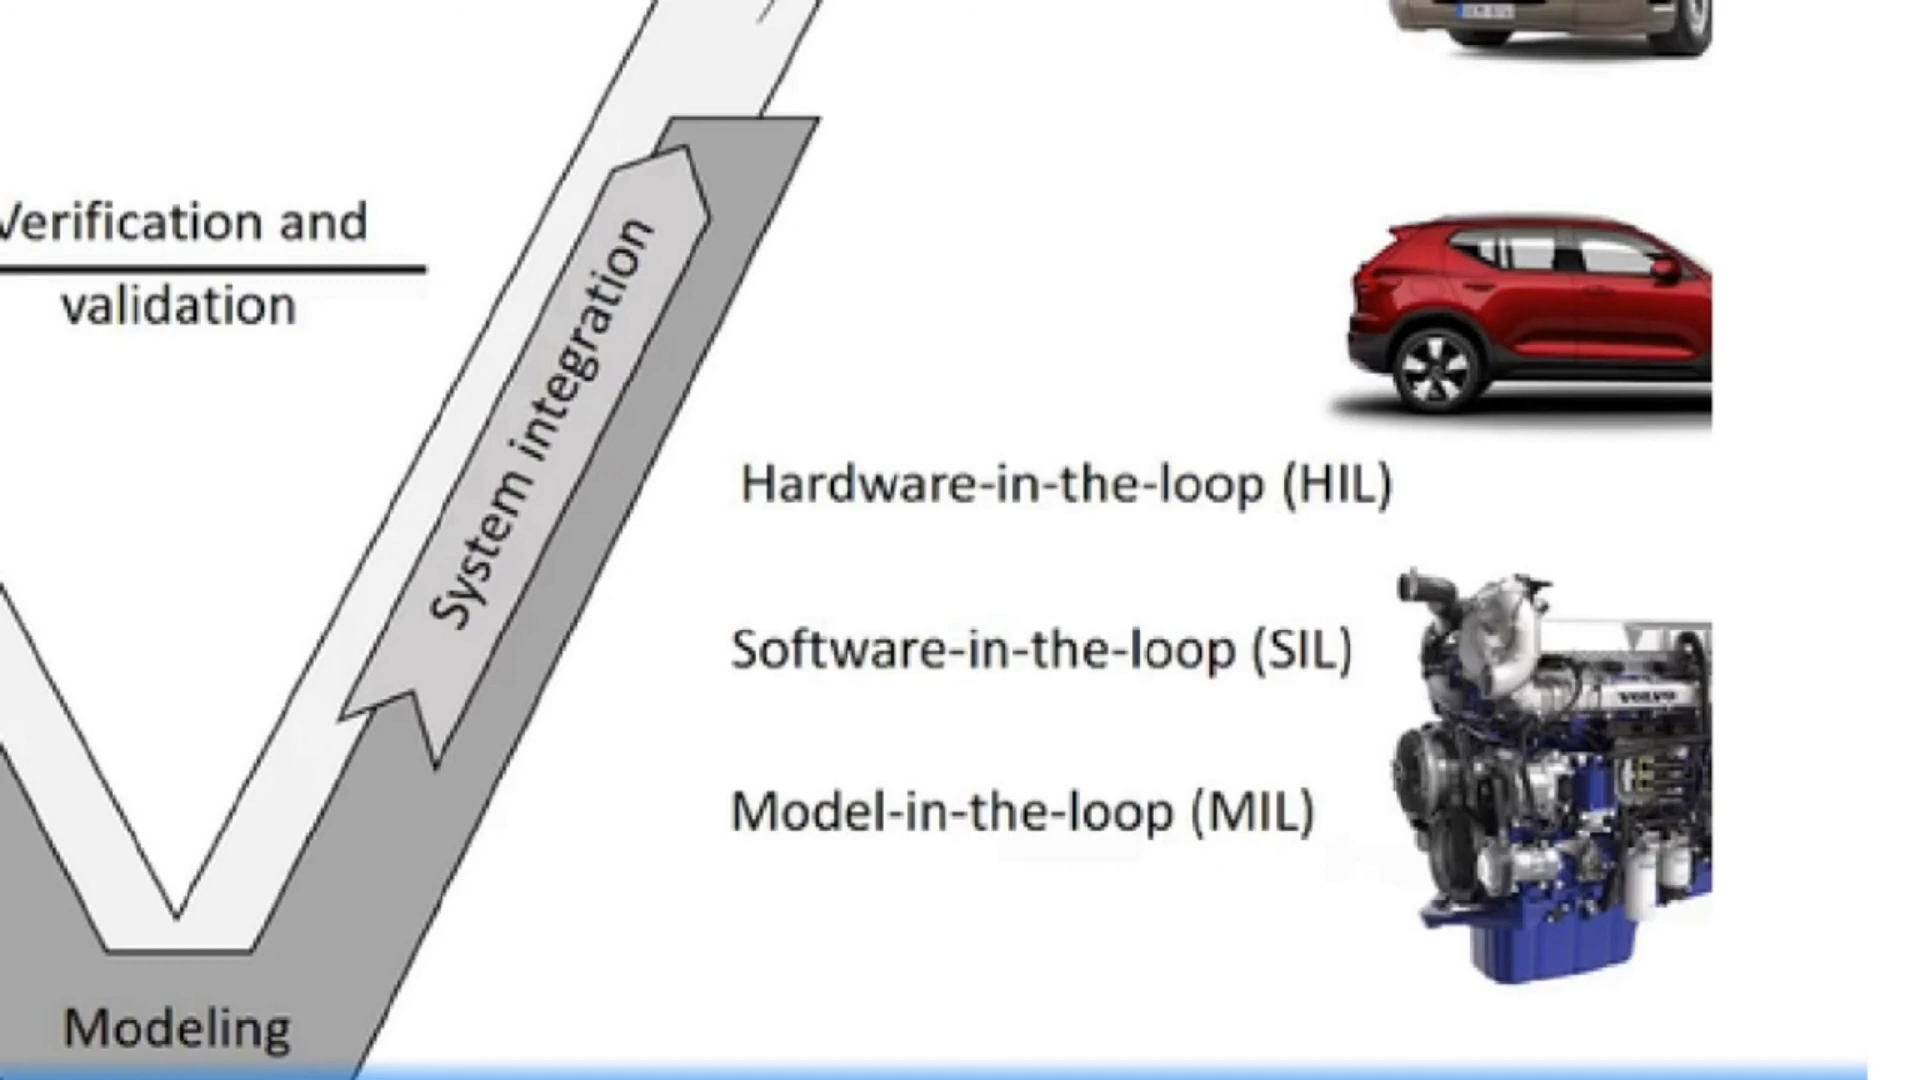 Verification and
validation
System integration
Hardware-in-the-loop (HIL)
Software-in-the-loop (SIL)
VOLVO
Model-in-the-loop (MIL)
Modeling